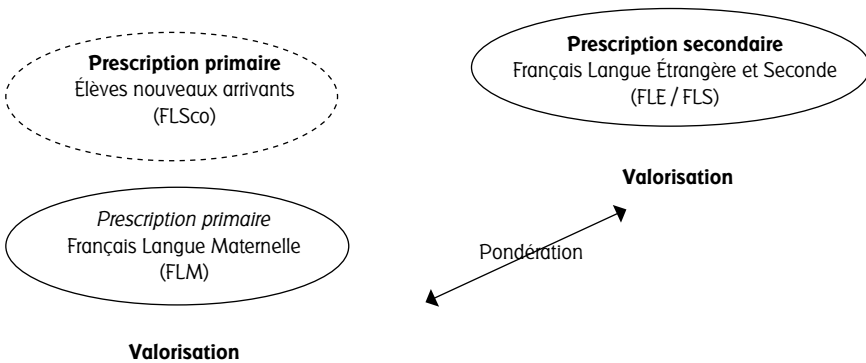 Prescription primaire
Élèves nouveaux arrivants
(FLSco)
Prescription secondaire
Français Langue Étrangère et Seconde
(FLE / FLS)
Prescription primaire
Français Langue Maternelle
(FLM)
Valorisation
Pondération
Valorisation